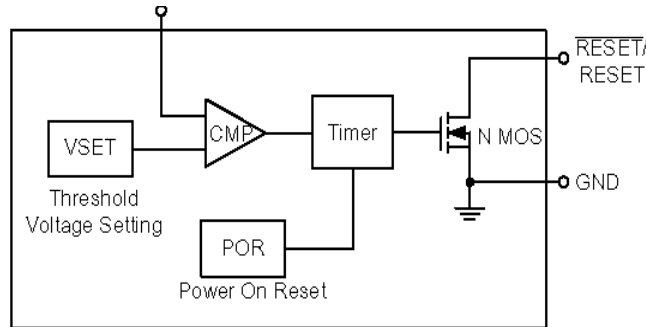 RESET/
RESET
CMP
Timer
N MOS
VSET
GND
Threshold
Voltage Setting
POR
Power On Reset